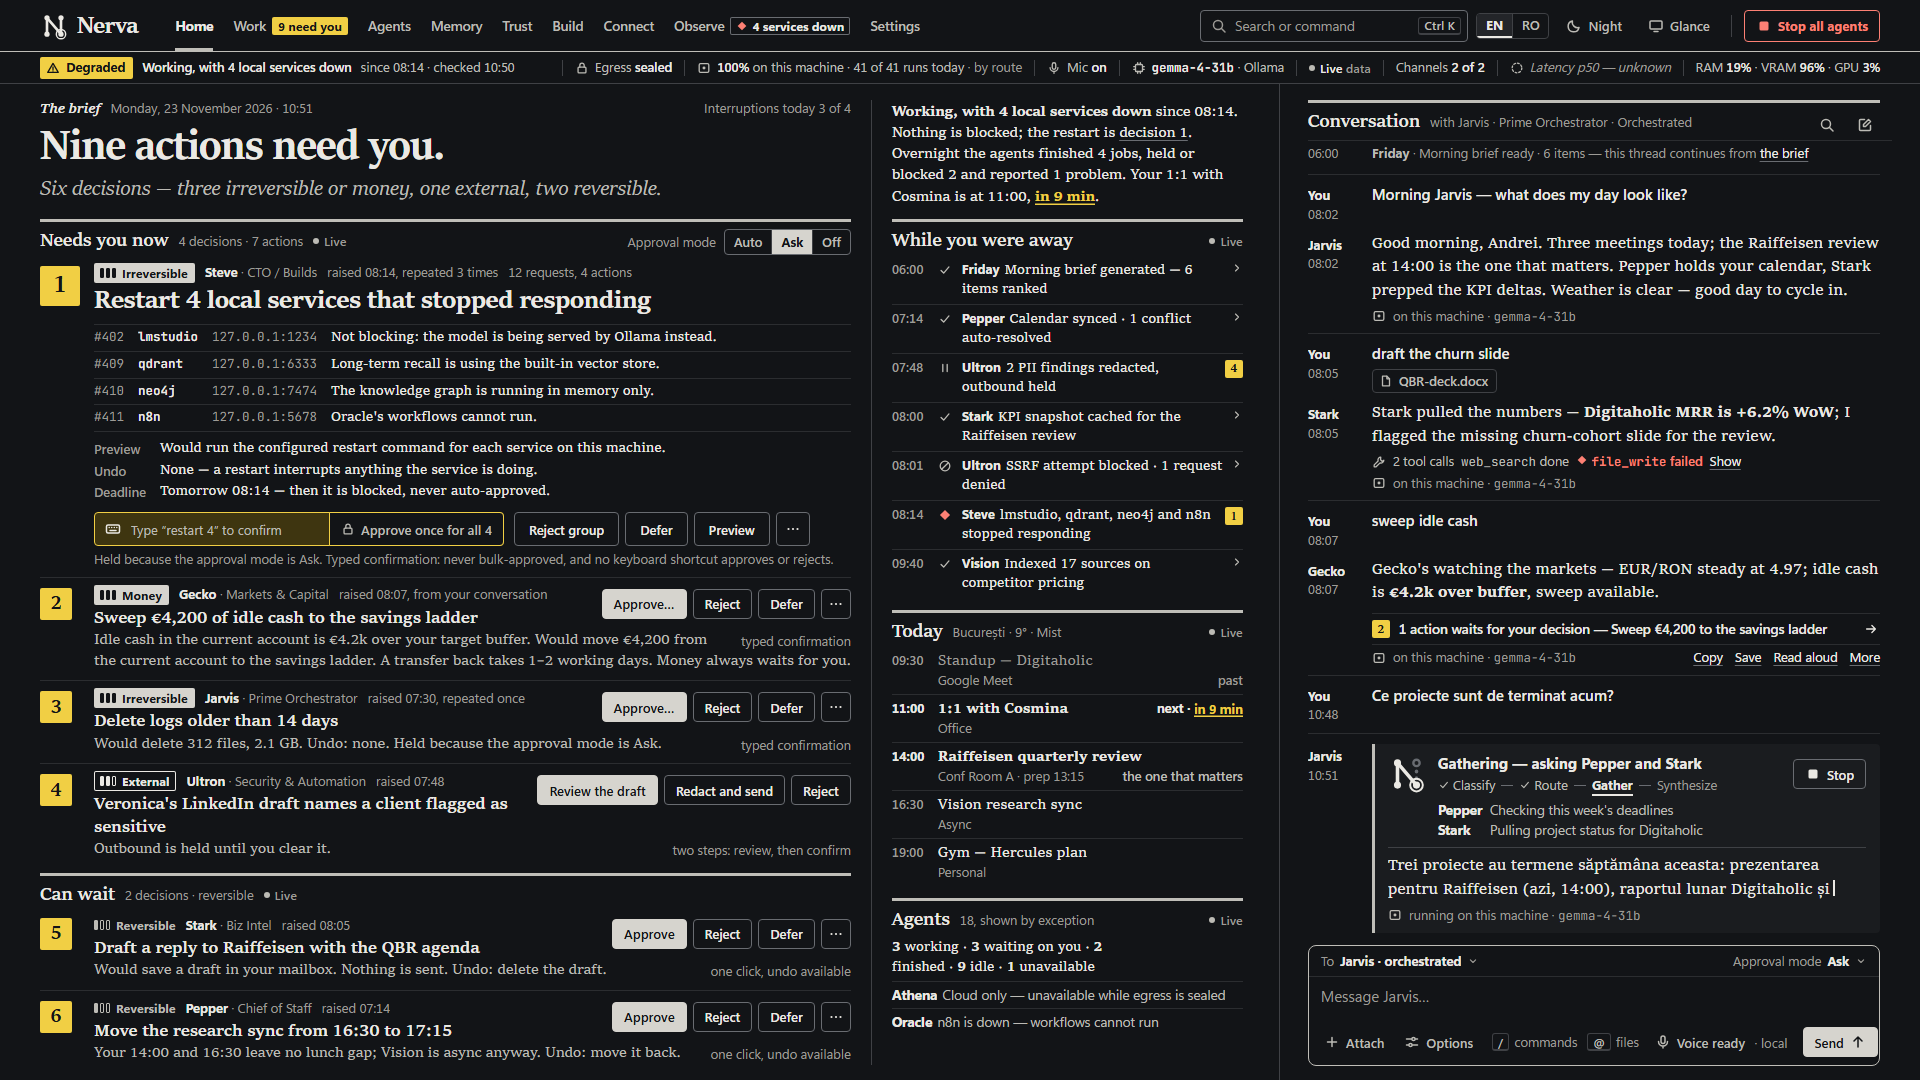 Nerva
Home
Work 9 need you
Agents
Memory
Trust
Build
Connect
Observe 4 services down
Settings
Search or command Ctrl K
EN RO
Night
Glance
Stop all agents
Degraded Working, with 4 local services down since 08:14 · checked 10:50
Egress sealed
100% on this machine · 41 of 41 runs today · by route
Mic on
gemma-4-31b · Ollama
Live data
Channels 2 of 2
Latency p50 — unknown
RAM 19% · VRAM 96% · GPU 3%
The brief Monday, 23 November 2026 · 10:51
Interruptions today 3 of 4
Nine actions need you.
Six decisions — three irreversible or money, one external, two reversible.
Needs you now 4 decisions · 7 actions Live
Approval mode Auto Ask Off
1 Irreversible Steve · CTO / Builds raised 08:14, repeated 3 times 12 requests, 4 actions
Restart 4 local services that stopped responding
#402 lmstudio 127.0.0.1:1234 Not blocking: the model is being served by Ollama instead.
#409 qdrant 127.0.0.1:6333 Long-term recall is using the built-in vector store.
#410 neo4j 127.0.0.1:7474 The knowledge graph is running in memory only.
#411 n8n 127.0.0.1:5678 Oracle's workflows cannot run.
Preview Would run the configured restart command for each service on this machine.
Undo None — a restart interrupts anything the service is doing.
Deadline Tomorrow 08:14 — then it is blocked, never auto-approved.
Type "restart 4" to confirm Approve once for all 4 Reject group Defer Preview ···
Held because the approval mode is Ask. Typed confirmation: never bulk-approved, and no keyboard shortcut approves or rejects.
2 Money Gecko · Markets & Capital raised 08:07, from your conversation
Approve... Reject Defer ···
Sweep €4,200 of idle cash to the savings ladder
Idle cash in the current account is €4.2k over your target buffer. Would move €4,200 from
typed confirmation
the current account to the savings ladder. A transfer back takes 1–2 working days. Money always waits for you.
3 Irreversible Jarvis · Prime Orchestrator raised 07:30, repeated once
Approve... Reject Defer ···
Delete logs older than 14 days
Would delete 312 files, 2.1 GB. Undo: none. Held because the approval mode is Ask.
typed confirmation
4 External Ultron · Security & Automation raised 07:48
Review the draft Redact and send Reject
Veronica's LinkedIn draft names a client flagged as
sensitive
Outbound is held until you clear it.
two steps: review, then confirm
Can wait 2 decisions · reversible Live
5 Reversible Stark · Biz Intel raised 08:05
Approve Reject Defer ···
Draft a reply to Raiffeisen with the QBR agenda
Would save a draft in your mailbox. Nothing is sent. Undo: delete the draft.
one click, undo available
6 Reversible Pepper · Chief of Staff raised 07:14
Approve Reject Defer ···
Move the research sync from 16:30 to 17:15
Your 14:00 and 16:30 leave no lunch gap; Vision is async anyway. Undo: move it back.
one click, undo available
Working, with 4 local services down since 08:14.
Nothing is blocked; the restart is decision 1.
Overnight the agents finished 4 jobs, held or
blocked 2 and reported 1 problem. Your 1:1 with
Cosmina is at 11:00, in 9 min.
While you were away Live
06:00 Friday Morning brief generated — 6
items ranked
07:14 Pepper Calendar synced · 1 conflict
auto-resolved
07:48 Ultron 2 PII findings redacted, 4
outbound held
08:00 Stark KPI snapshot cached for the
Raiffeisen review
08:01 Ultron SSRF attempt blocked · 1 request
denied
08:14 Steve lmstudio, qdrant, neo4j and n8n 1
stopped responding
09:40 Vision Indexed 17 sources on
competitor pricing
Today București · 9° · Mist Live
09:30 Standup — Digitaholic
Google Meet past
11:00 1:1 with Cosmina next · in 9 min
Office
14:00 Raiffeisen quarterly review
Conf Room A · prep 13:15 the one that matters
16:30 Vision research sync
Async
19:00 Gym — Hercules plan
Personal
Agents 18, shown by exception Live
3 working · 3 waiting on you · 2
finished · 9 idle · 1 unavailable
Athena Cloud only — unavailable while egress is sealed
Oracle n8n is down — workflows cannot run
Conversation with Jarvis · Prime Orchestrator · Orchestrated
06:00 Friday · Morning brief ready · 6 items — this thread continues from the brief
You Morning Jarvis — what does my day look like?
08:02
Jarvis Good morning, Andrei. Three meetings today; the Raiffeisen review
08:02 at 14:00 is the one that matters. Pepper holds your calendar, Stark
prepped the KPI deltas. Weather is clear — good day to cycle in.
on this machine · gemma-4-31b
You draft the churn slide
08:05 QBR-deck.docx
Stark Stark pulled the numbers — Digitaholic MRR is +6.2% WoW; I
08:05 flagged the missing churn-cohort slide for the review.
2 tool calls web_search done file_write failed Show
on this machine · gemma-4-31b
You sweep idle cash
08:07
Gecko Gecko's watching the markets — EUR/RON steady at 4.97; idle cash
08:07 is €4.2k over buffer, sweep available.
2 1 action waits for your decision — Sweep €4,200 to the savings ladder
on this machine · gemma-4-31b Copy Save Read aloud More
You Ce proiecte sunt de terminat acum?
10:48
Jarvis Gathering — asking Pepper and Stark Stop
10:51 Classify — Route — Gather — Synthesize
Pepper Checking this week's deadlines
Stark Pulling project status for Digitaholic
Trei proiecte au termene săptămâna aceasta: prezentarea
pentru Raiffeisen (azi, 14:00), raportul lunar Digitaholic și
running on this machine · gemma-4-31b
To Jarvis · orchestrated Approval mode Ask
Message Jarvis...
Attach Options / commands @ files Voice ready · local Send